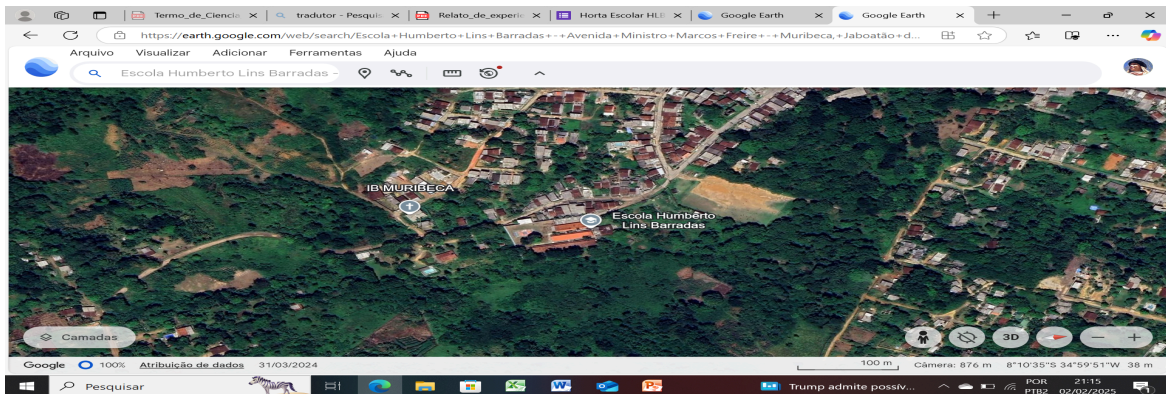 Termo_de_Ciencia
tradutor - Pesquis
Relato_de_experie
Horta Escolar HLB
Google Earth
Google Earth
https://earth.google.com/web/search/Escola+Humberto+Lins+Barradas+-+Avenida+Ministro+Marcos+Freire+-+Muribeca,+Jaboatão+d...
Arquivo Visualizar Adicionar Ferramentas Ajuda
Escola Humberto Lins Barradas -
IB MURIBECA
Escola Humberto
Lins Barradas
Camadas
3D
Google 100% Atribuição de dados 31/03/2024 100 m Câmera: 876 m 8°10'35"S 34°59'51"W 38 m
Pesquisar Trump admite possív... POR 21:15
PTB2 02/02/2025